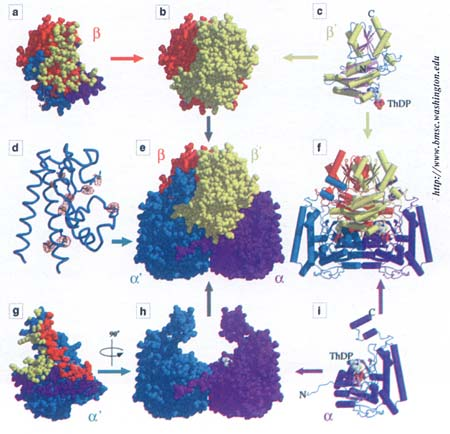 a
β
b
β'
c
C
N
ThDP
d
e
β
β'
α'
α
f
g
90°
α'
h
i
C
ThDP
N
http://www.bmsc.washington.edu